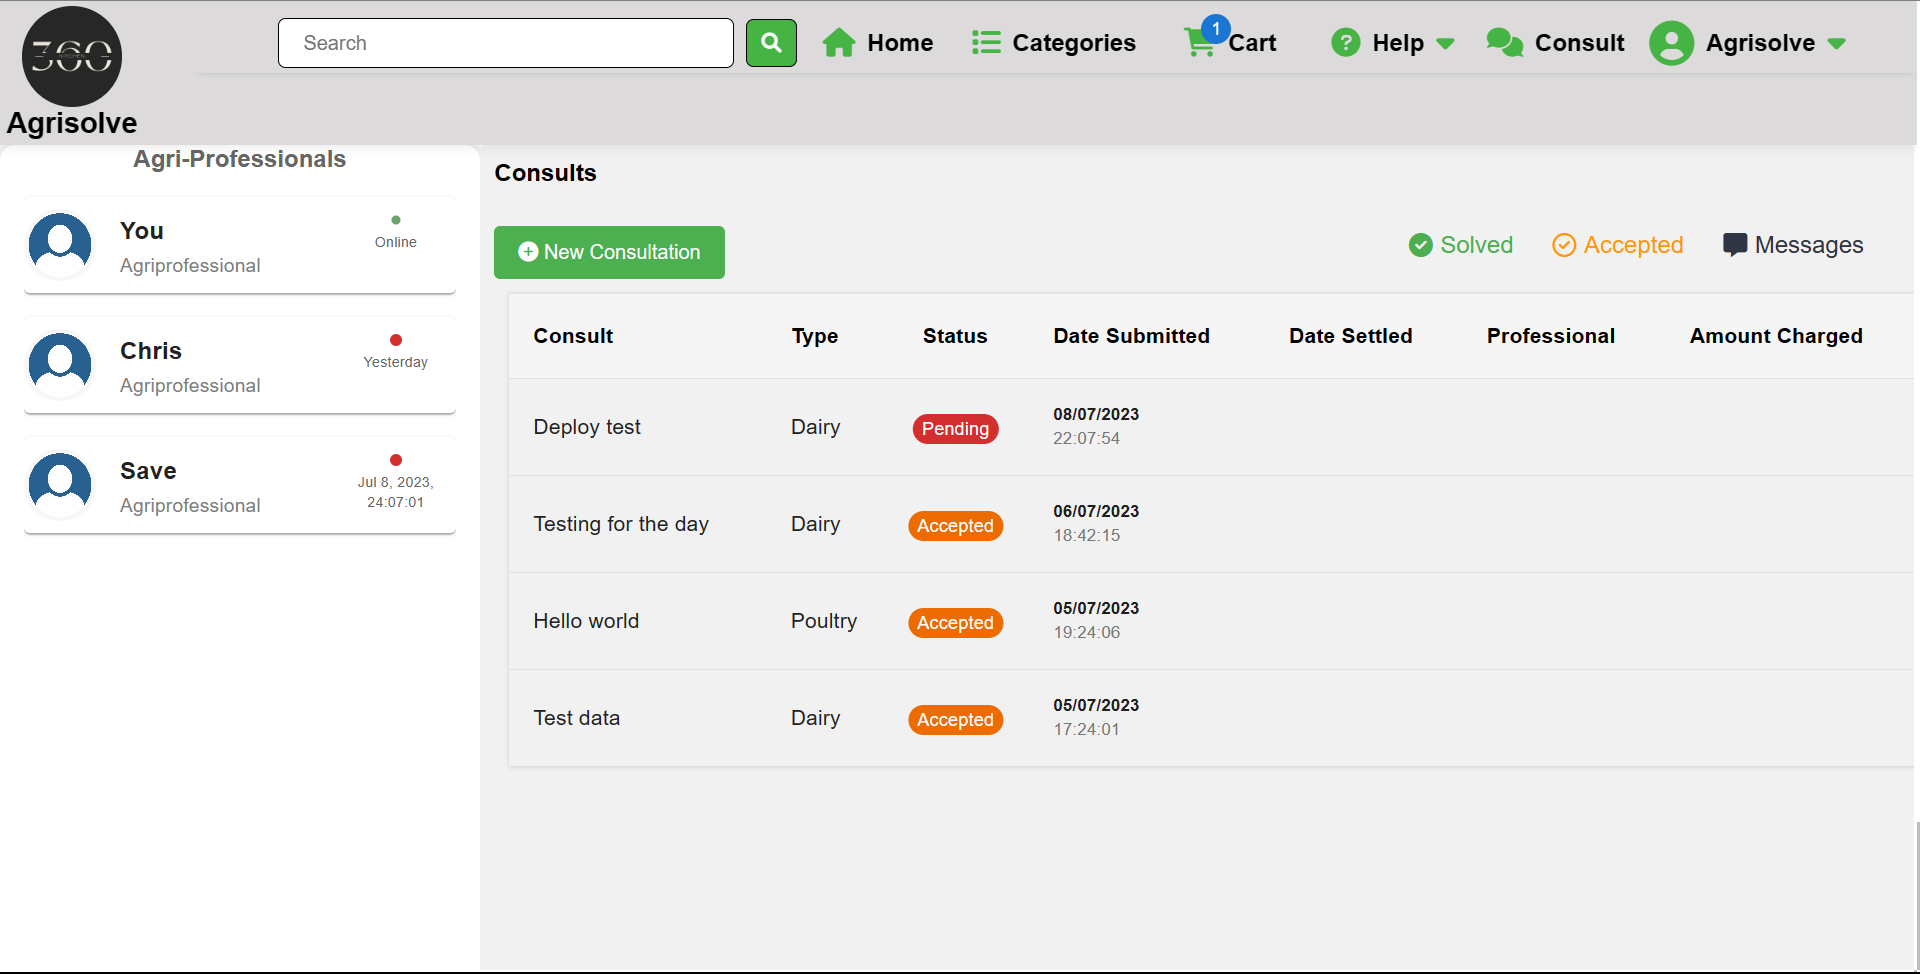 360
KITCHEN
Agrisolve
Search
Home
Categories
1
Cart
Help
Consult
Agrisolve
Agri-Professionals
You
Agriprofessional
Online
Chris
Agriprofessional
Yesterday
Save
Agriprofessional
Jul 8, 2023,
24:07:01
Consults
New Consultation
Solved
Accepted
Messages
Consult Type Status Date Submitted Date Settled Professional Amount Charged
Deploy test Dairy Pending 08/07/2023
22:07:54
Testing for the day Dairy Accepted 06/07/2023
18:42:15
Hello world Poultry Accepted 05/07/2023
19:24:06
Test data Dairy Accepted 05/07/2023
17:24:01